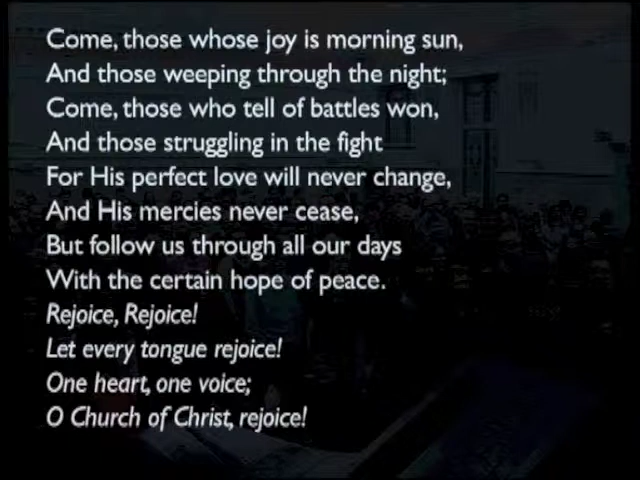 Come, those whose joy is morning sun,
And those weeping through the night;
Come, those who tell of battles won,
And those struggling in the fight
For His perfect love will never change,
And His mercies never cease,
But follow us through all our days
With the certain hope of peace.
Rejoice, Rejoice!
Let every tongue rejoice!
One heart, one voice;
O Church of Christ, rejoice!